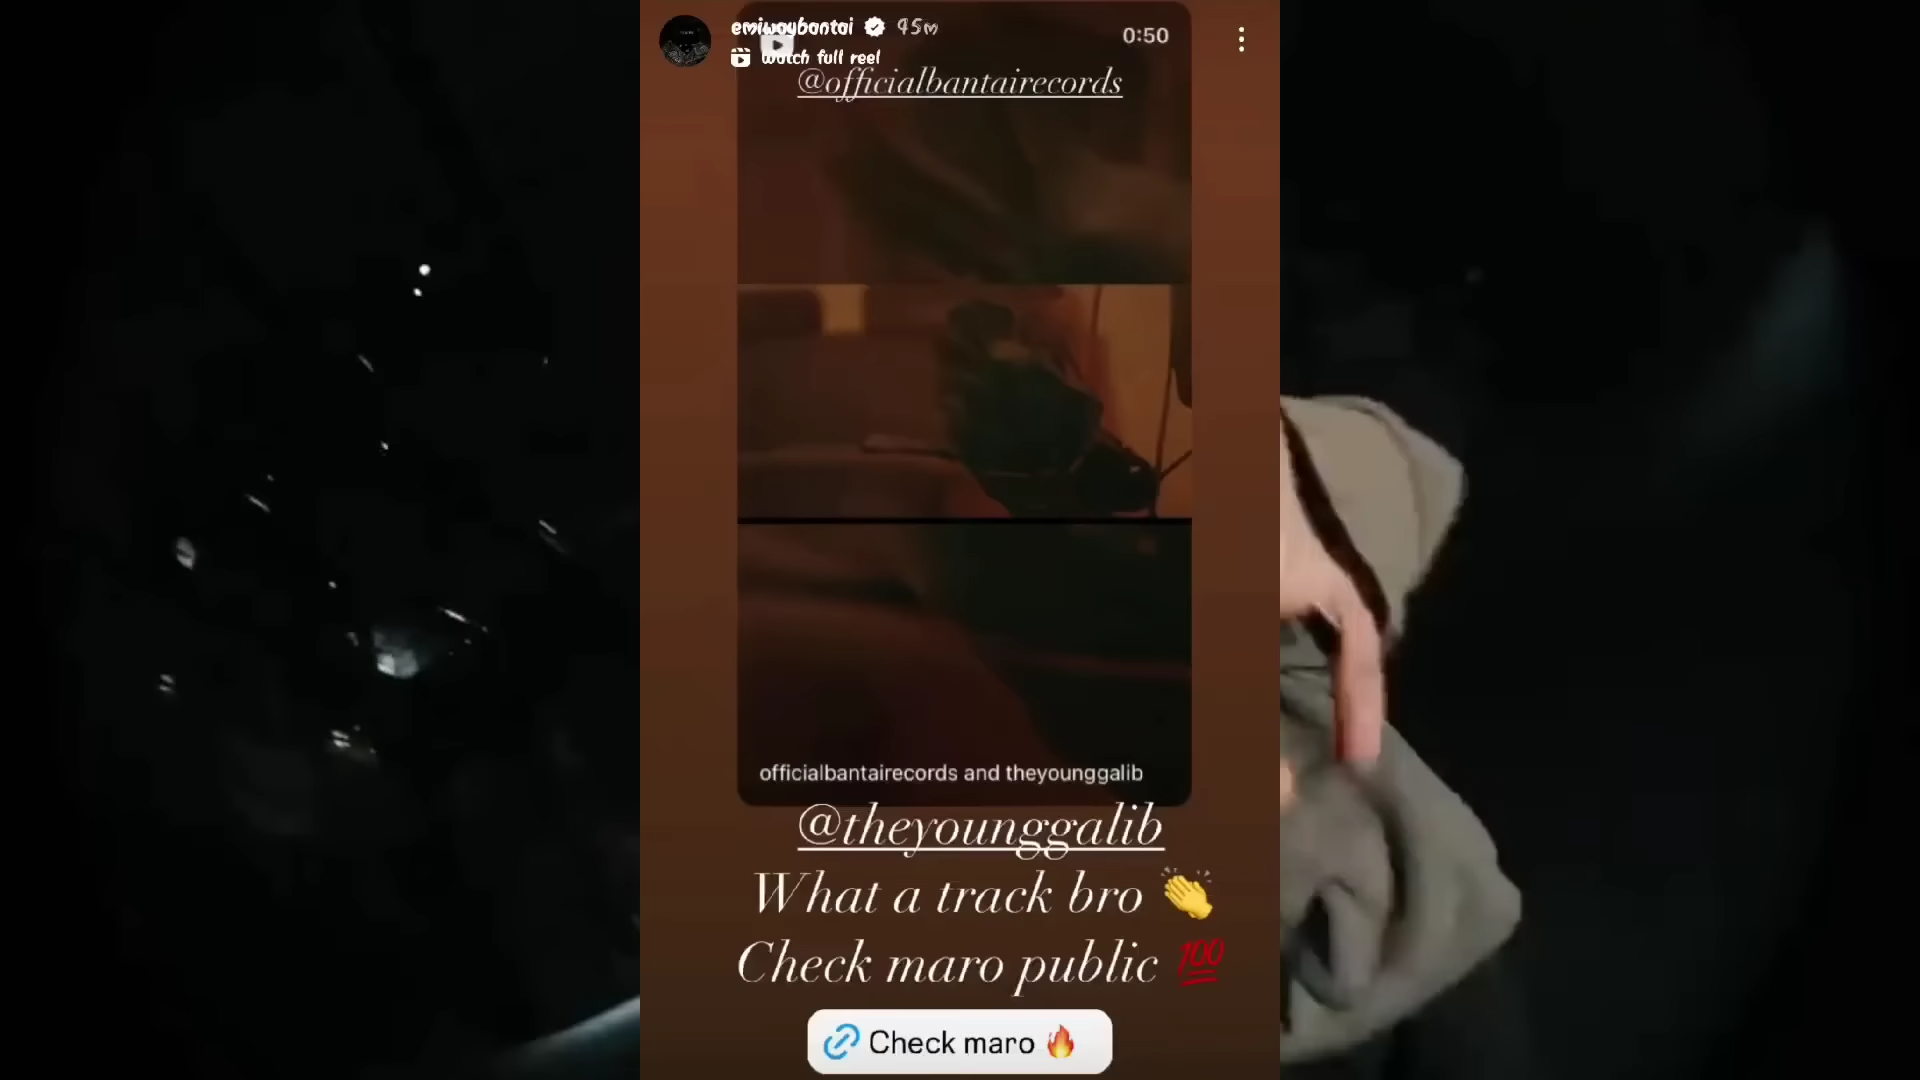 emiwaybantai 45m
0:50
Watch full reel
@officialbantairecords
officialbantairecords and theyounggalib
@theyounggalib
What a track bro 👏
Check maro public 💯
Check maro 🔥